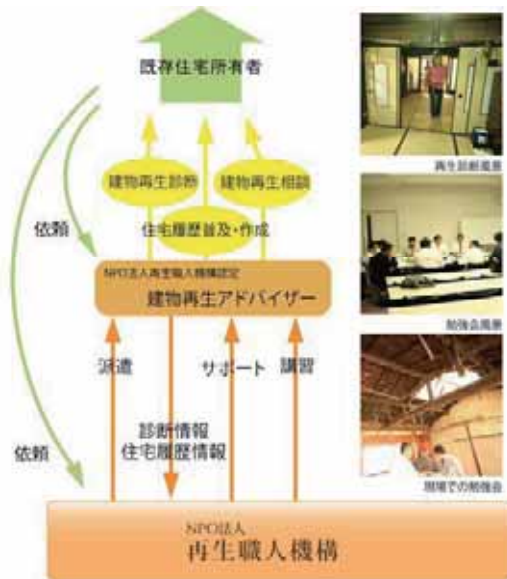 既存住宅所有者
建物再生診断
建物再生相談
住宅履歴普及・作成
依頼
NPO法人再生職人機構認定
建物再生アドバイザー
派遣
サポート
講習
診断情報
住宅履歴情報
依頼
NPO法人
再生職人機構
再生診断風景
勉強会風景
現場での勉強会